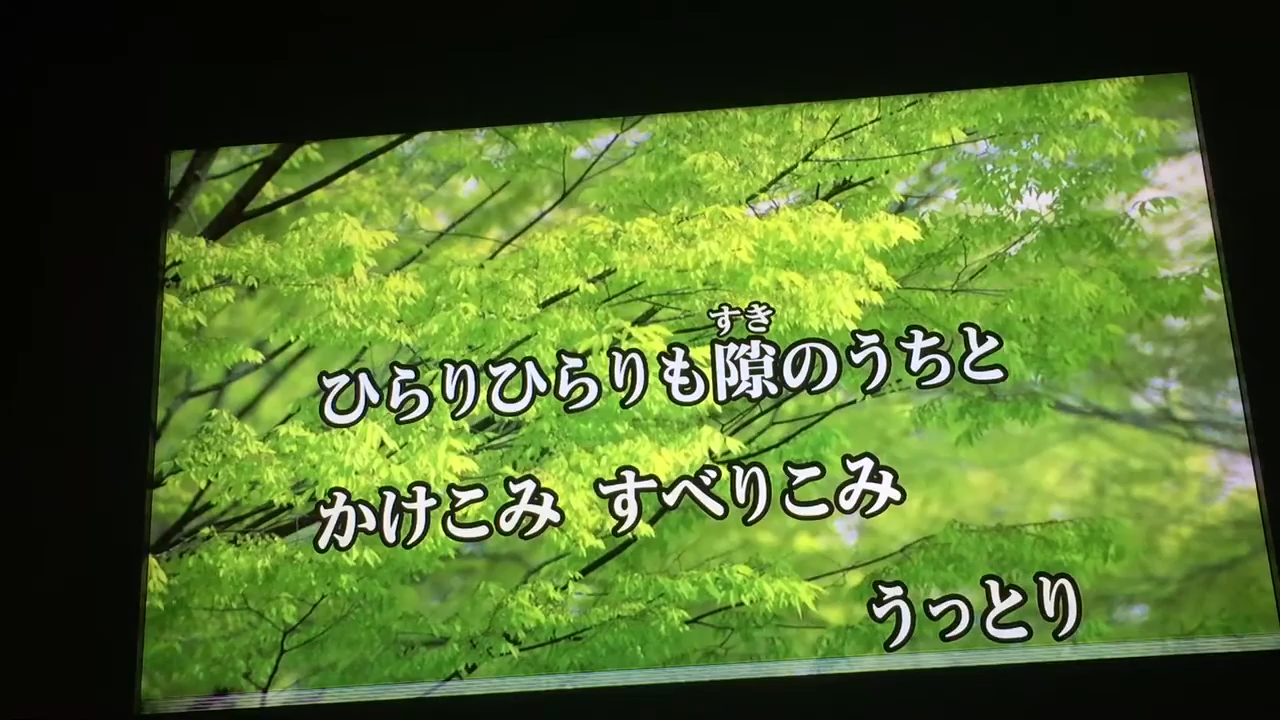 すき
ひらりひらりも隙のうちと
かけこみ すべりこみ
うっとり